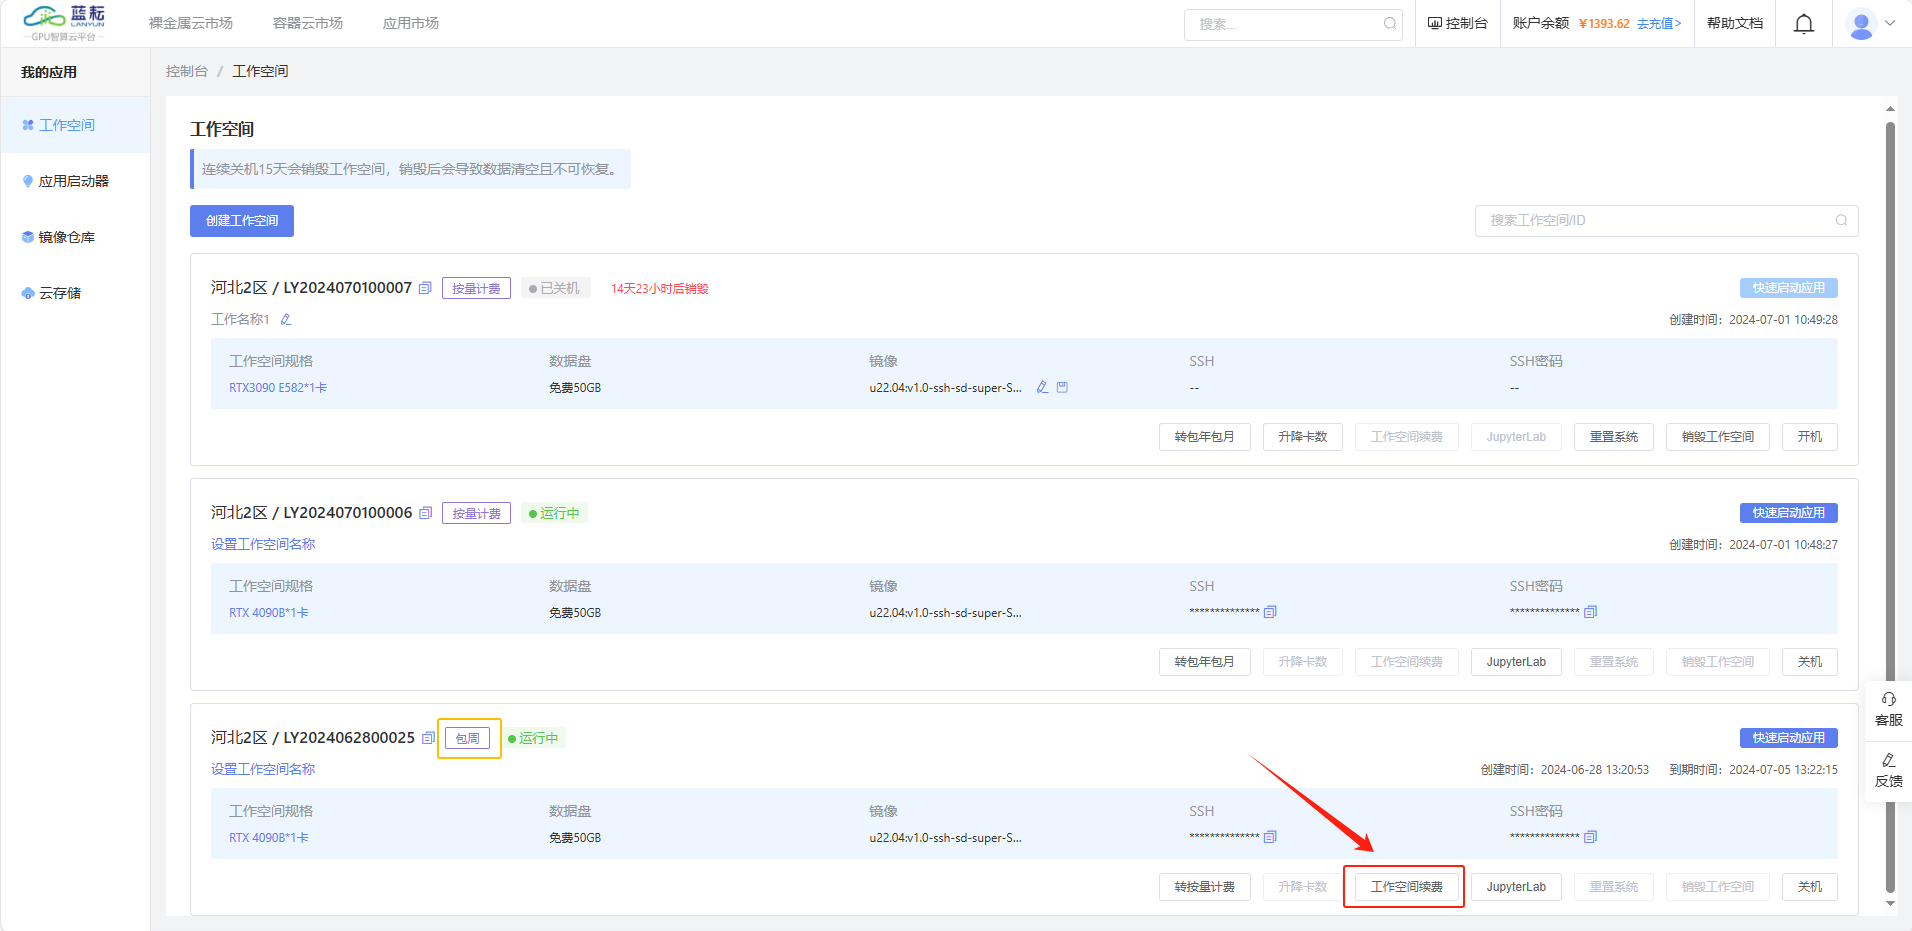 蓝耘
LANYUN
GPU智算云平台
裸金属云市场
容器云市场
应用市场
搜索...
控制台
账户余额 ¥1393.62 去充值>
帮助文档
我的应用
工作空间
应用启动器
镜像仓库
云存储
控制台 / 工作空间
工作空间
连续关机15天会销毁工作空间，销毁后会导致数据清空且不可恢复。
创建工作空间
搜索工作空间/ID
河北2区 / LY2024070100007 按量计费 已关机 14天23小时后销毁 快速启动应用
工作名称1 创建时间：2024-07-01 10:49:28
工作空间规格 数据盘 镜像 SSH SSH密码
RTX3090 E582*1卡 免费50GB u22.04:v1.0-ssh-sd-super-S... -- --
转包年包月 升降卡数 工作空间续费 JupyterLab 重置系统 销毁工作空间 开机
河北2区 / LY2024070100006 按量计费 运行中 快速启动应用
设置工作空间名称 创建时间：2024-07-01 10:48:27
工作空间规格 数据盘 镜像 SSH SSH密码
RTX 4090B*1卡 免费50GB u22.04:v1.0-ssh-sd-super-S... ************** **************
转包年包月 升降卡数 工作空间续费 JupyterLab 重置系统 销毁工作空间 关机
河北2区 / LY2024062800025 包周 运行中 快速启动应用
设置工作空间名称 创建时间：2024-06-28 13:20:53 到期时间：2024-07-05 13:22:15
工作空间规格 数据盘 镜像 SSH SSH密码
RTX 4090B*1卡 免费50GB u22.04:v1.0-ssh-sd-super-S... ************** **************
转按量计费 升降卡数 工作空间续费 JupyterLab 重置系统 销毁工作空间 关机
客服
反馈